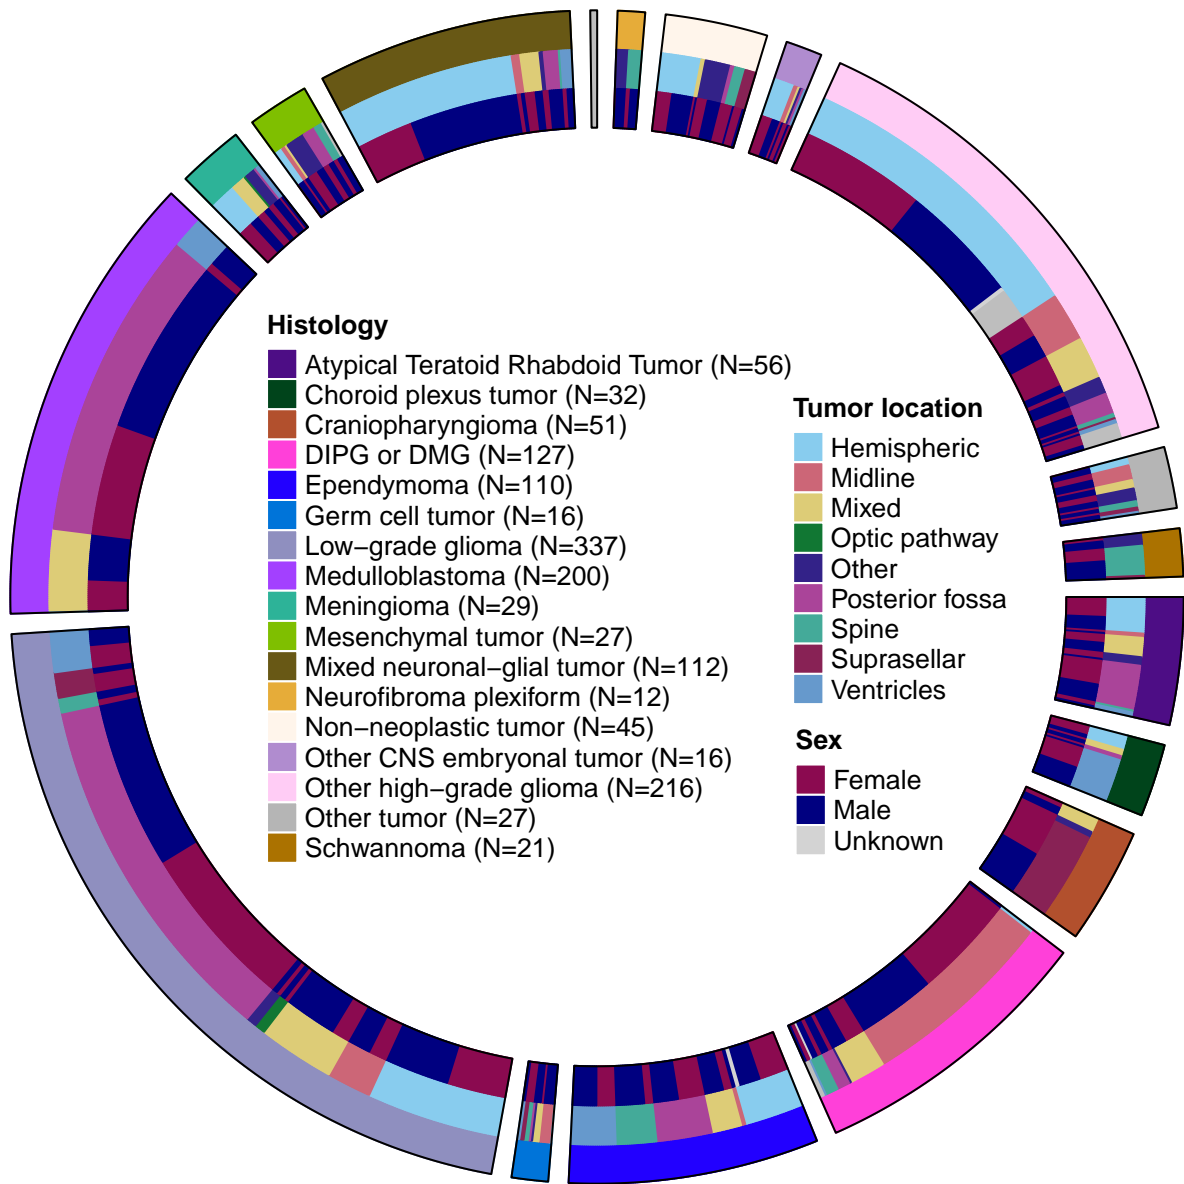 Histology
Atypical Teratoid Rhabdoid Tumor (N=56)
Choroid plexus tumor (N=32)
Craniopharyngioma (N=51)
DIPG or DMG (N=127)
Ependymoma (N=110)
Germ cell tumor (N=16)
Low−grade glioma (N=337)
Medulloblastoma (N=200)
Meningioma (N=29)
Mesenchymal tumor (N=27)
Mixed neuronal−glial tumor (N=112)
Neurofibroma plexiform (N=12)
Non−neoplastic tumor (N=45)
Other CNS embryonal tumor (N=16)
Other high−grade glioma (N=216)
Other tumor (N=27)
Schwannoma (N=21)
Tumor location
Hemispheric
Midline
Mixed
Optic pathway
Other
Posterior fossa
Spine
Suprasellar
Ventricles
Sex
Female
Male
Unknown